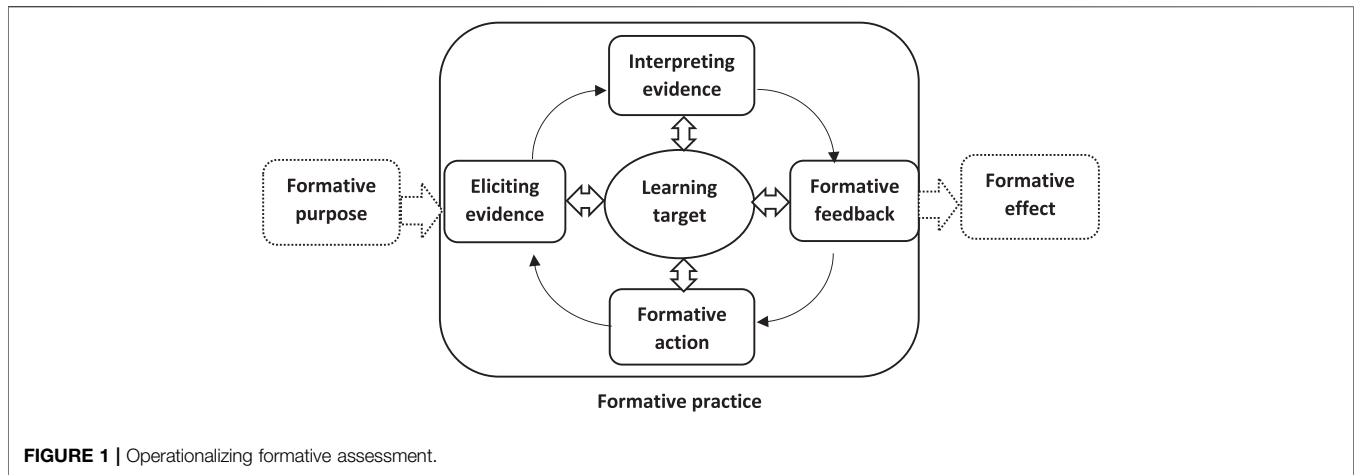 Interpreting
evidence
Formative
purpose
Eliciting
evidence
Learning
target
Formative
feedback
Formative
effect
Formative
action
Formative practice
FIGURE 1 | Operationalizing formative assessment.